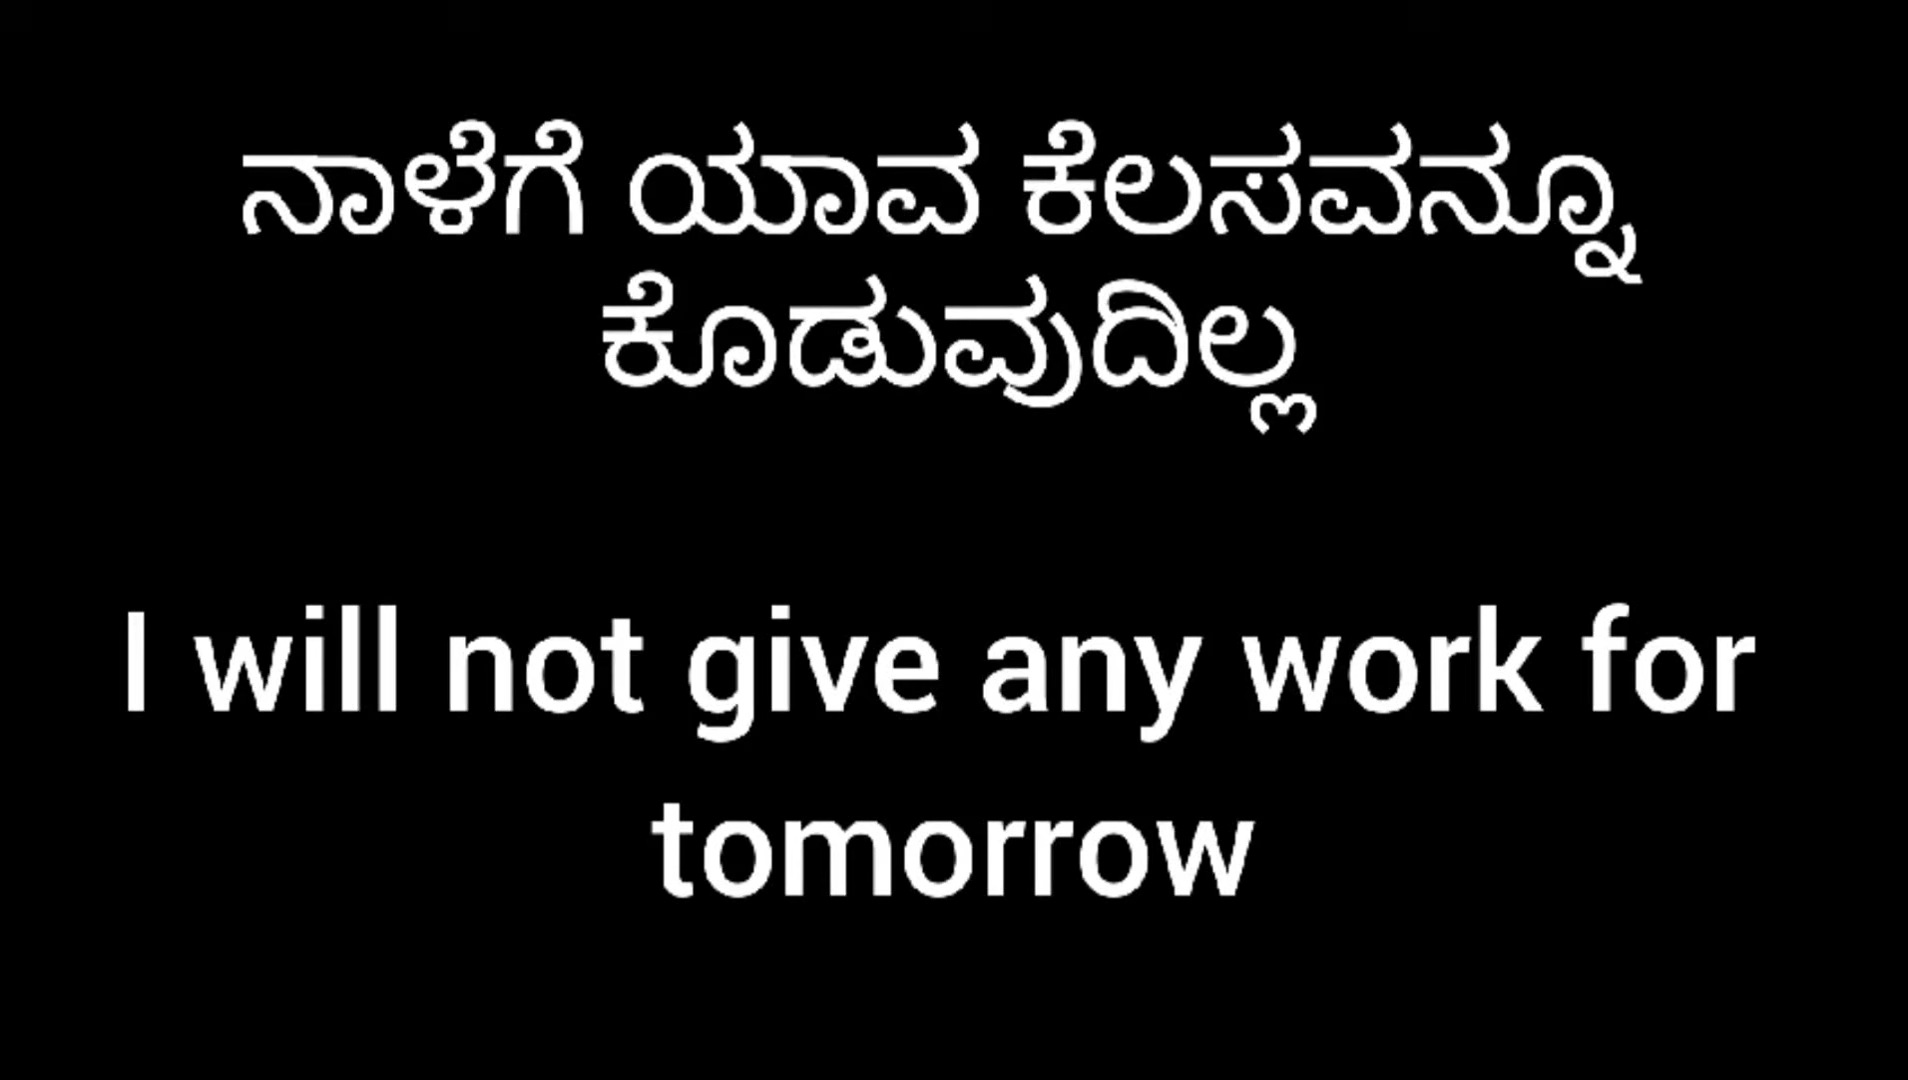 ನಾಳೆಗೆ ಯಾವ ಕೆಲಸವನ್ನೂ
ಕೊಡುವುದಿಲ್ಲ
I will not give any work for
tomorrow